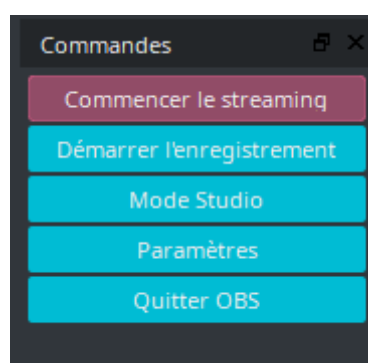 Commandes
Commencer le streaming
Démarrer l'enregistrement
Mode Studio
Paramètres
Quitter OBS